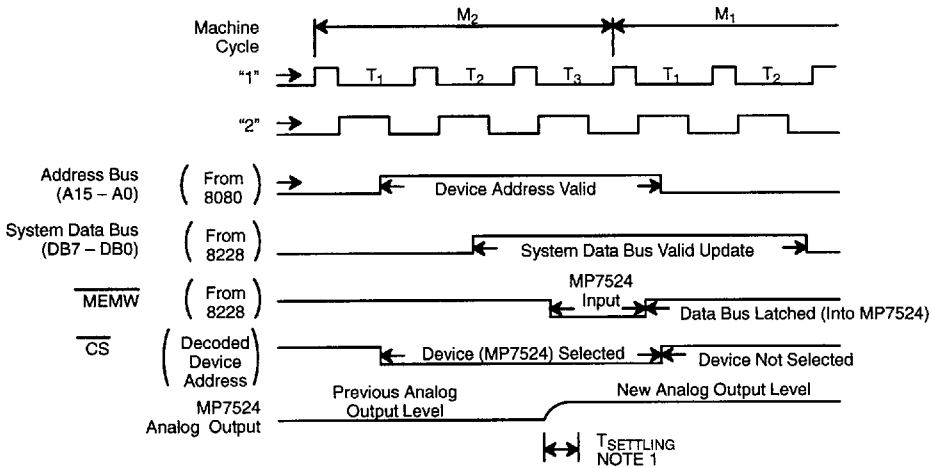 Machine Cycle
M2
M1
"1"
T1
T2
T3
T1
T2
"2"
Address Bus
(A15 – A0)
From
8080
Device Address Valid
System Data Bus
(DB7 – DB0)
From
8228
System Data Bus Valid Update
MEMW
From
8228
MP7524
Input
Data Bus Latched (Into MP7524)
CS
Decoded
Device
Address
Device (MP7524) Selected
Device Not Selected
MP7524
Analog Output
Previous Analog
Output Level
New Analog Output Level
TSETTLING
NOTE 1